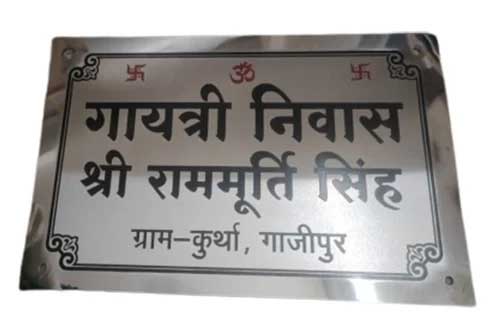 卐 ॐ 卐
गायत्री निवास
श्री राममूर्ति सिंह
ग्राम–कुर्था, गाजीपुर